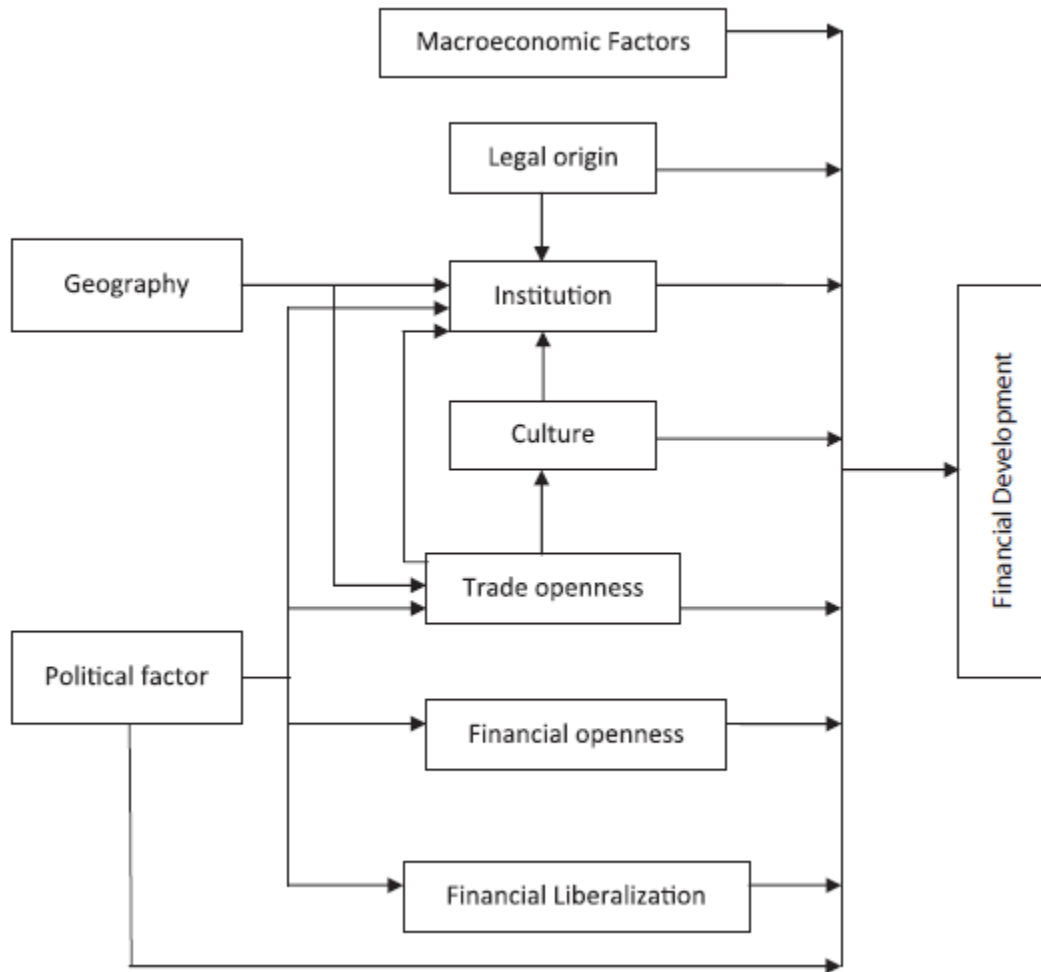 Macroeconomic Factors
Legal origin
Geography
Institution
Culture
Financial Development
Trade openness
Political factor
Financial openness
Financial Liberalization